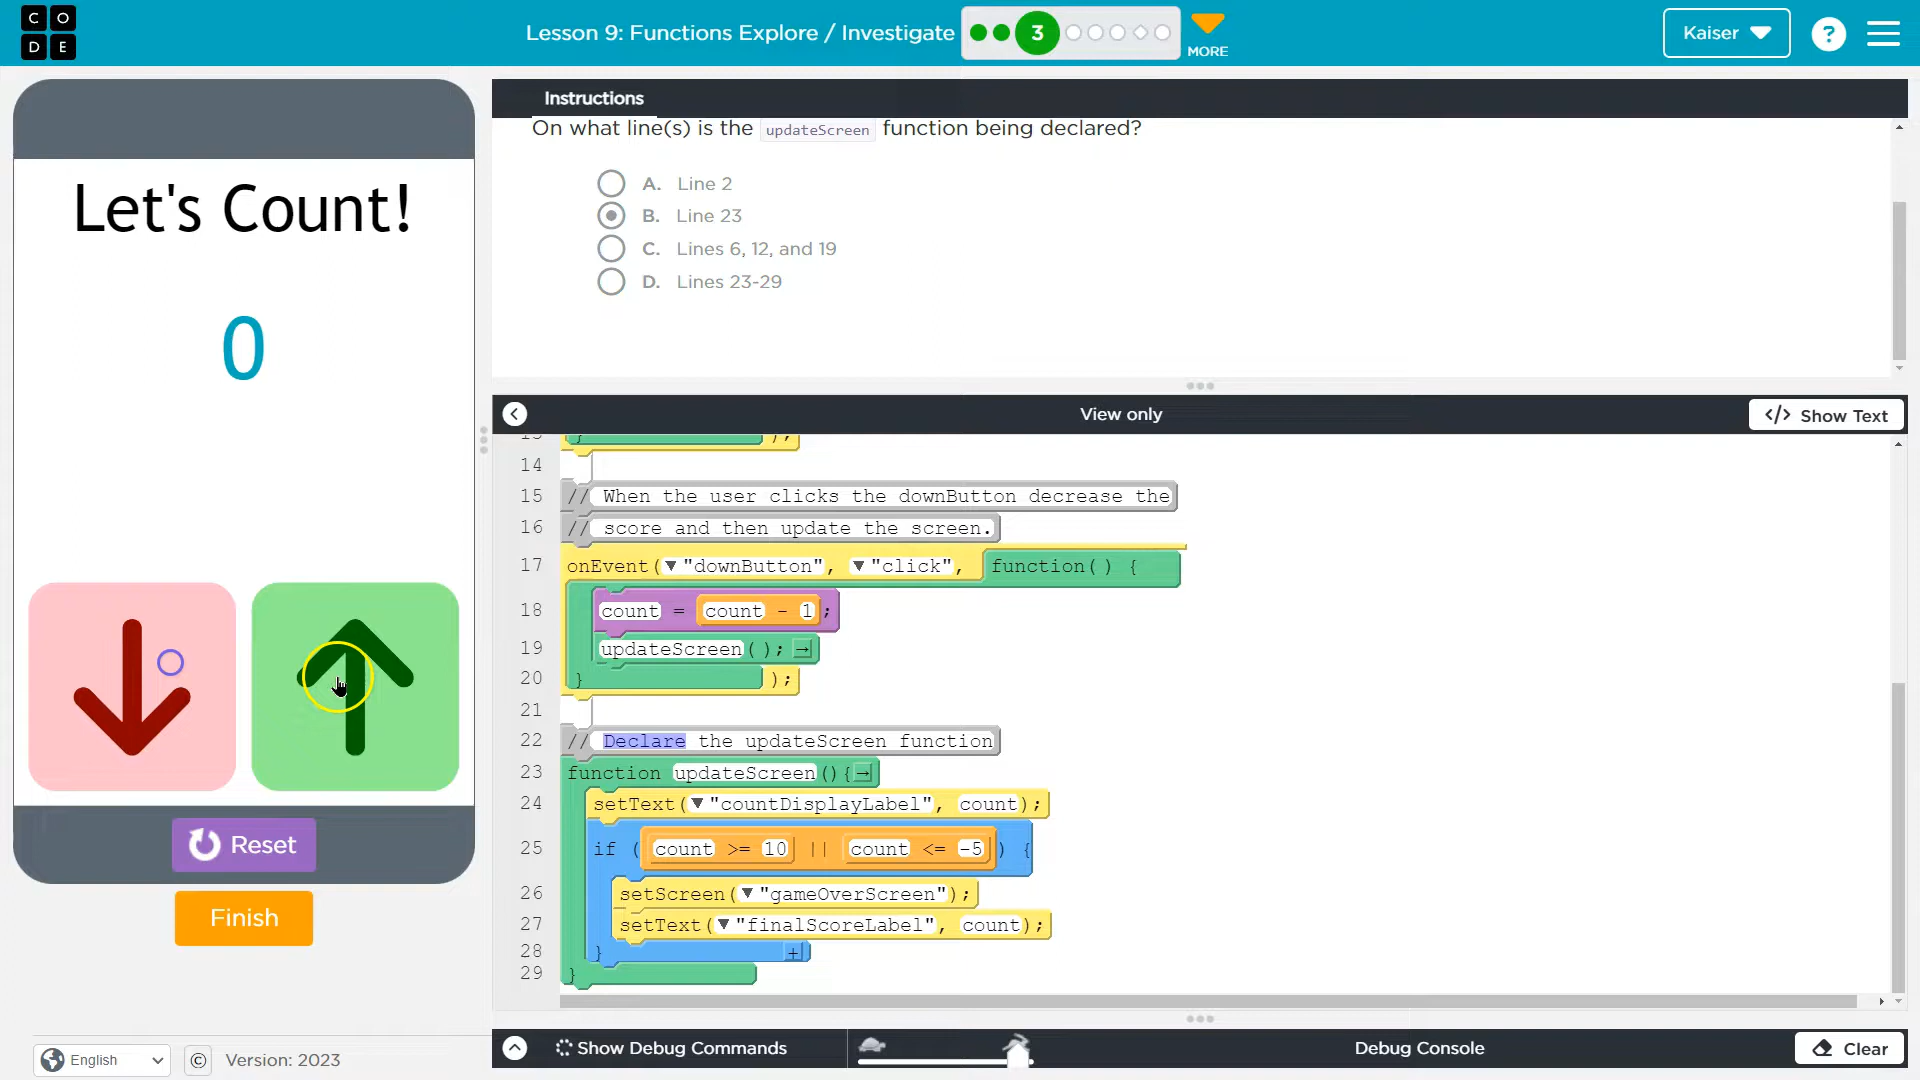 CODE
Lesson 9: Functions Explore / Investigate
3
MORE
Kaiser
?
Instructions
On what line(s) is the updateScreen function being declared?
A. Line 2
B. Line 23
C. Lines 6, 12, and 19
D. Lines 23-29
Let's Count!
0
Reset
Finish
View only
</> Show Text
13 } );
14
15 // When the user clicks the downButton decrease the
16 // score and then update the screen.
17 onEvent(▼"downButton", ▼"click", function( ) {
18 count = count - 1;
19 updateScreen( ); →
20 } );
21
22 // Declare the updateScreen function
23 function updateScreen(){→
24 setText(▼"countDisplayLabel", count);
25 if ( count >= 10 || count <= -5 ) {
26 setScreen(▼"gameOverScreen");
27 setText(▼"finalScoreLabel", count);
28 } +
29 }
English
© Version: 2023
Show Debug Commands
Debug Console
Clear